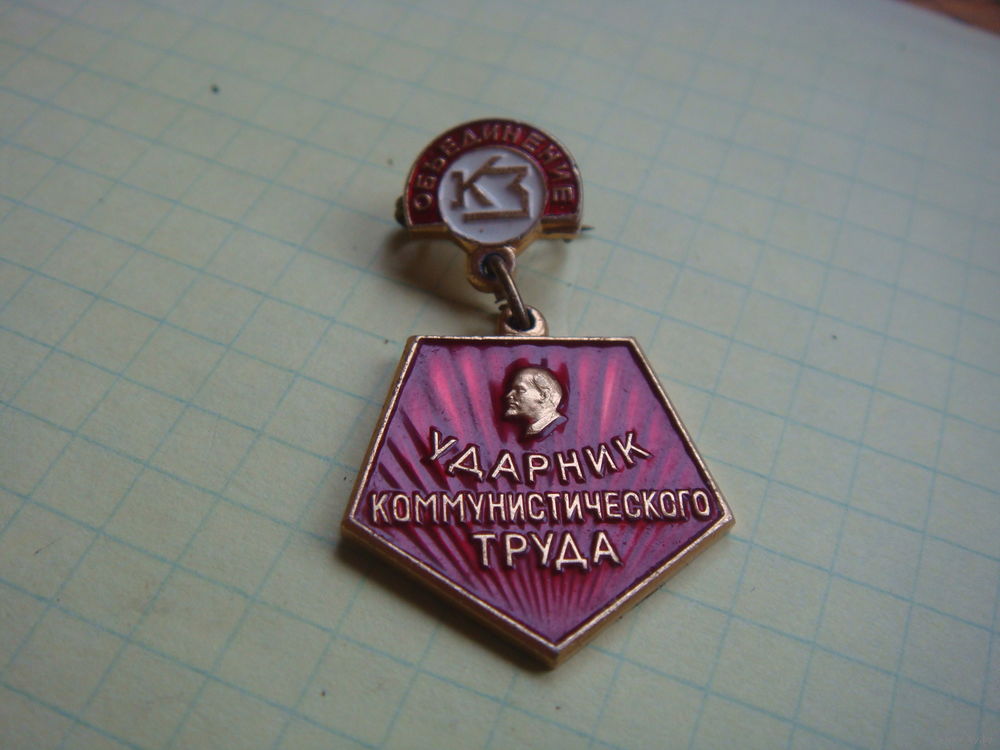 ОБЪЕДИНЕНИЕ
КЗ
УДАРНИК
КОММУНИСТИЧЕСКОГО
ТРУДА